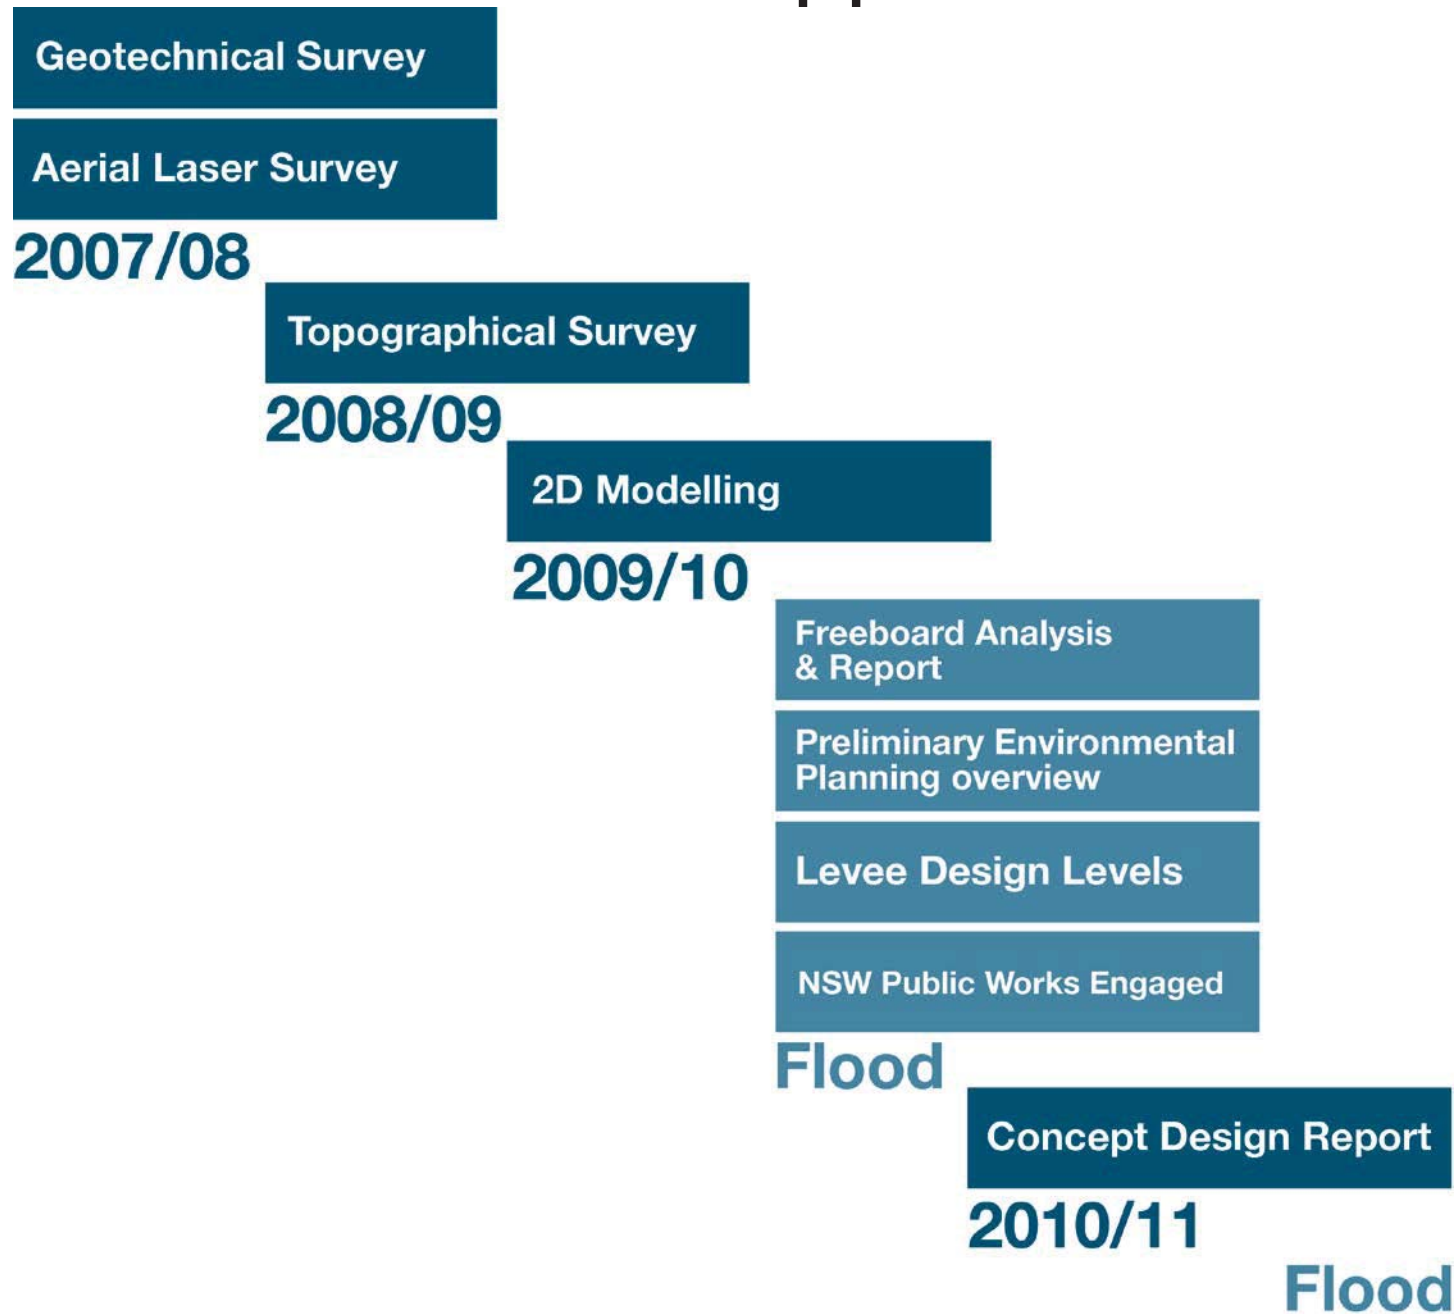 Geotechnical Survey
Aerial Laser Survey
2007/08
Topographical Survey
2008/09
2D Modelling
2009/10
Freeboard Analysis
& Report
Preliminary Environmental
Planning overview
Levee Design Levels
NSW Public Works Engaged
Flood
Concept Design Report
2010/11
Flood